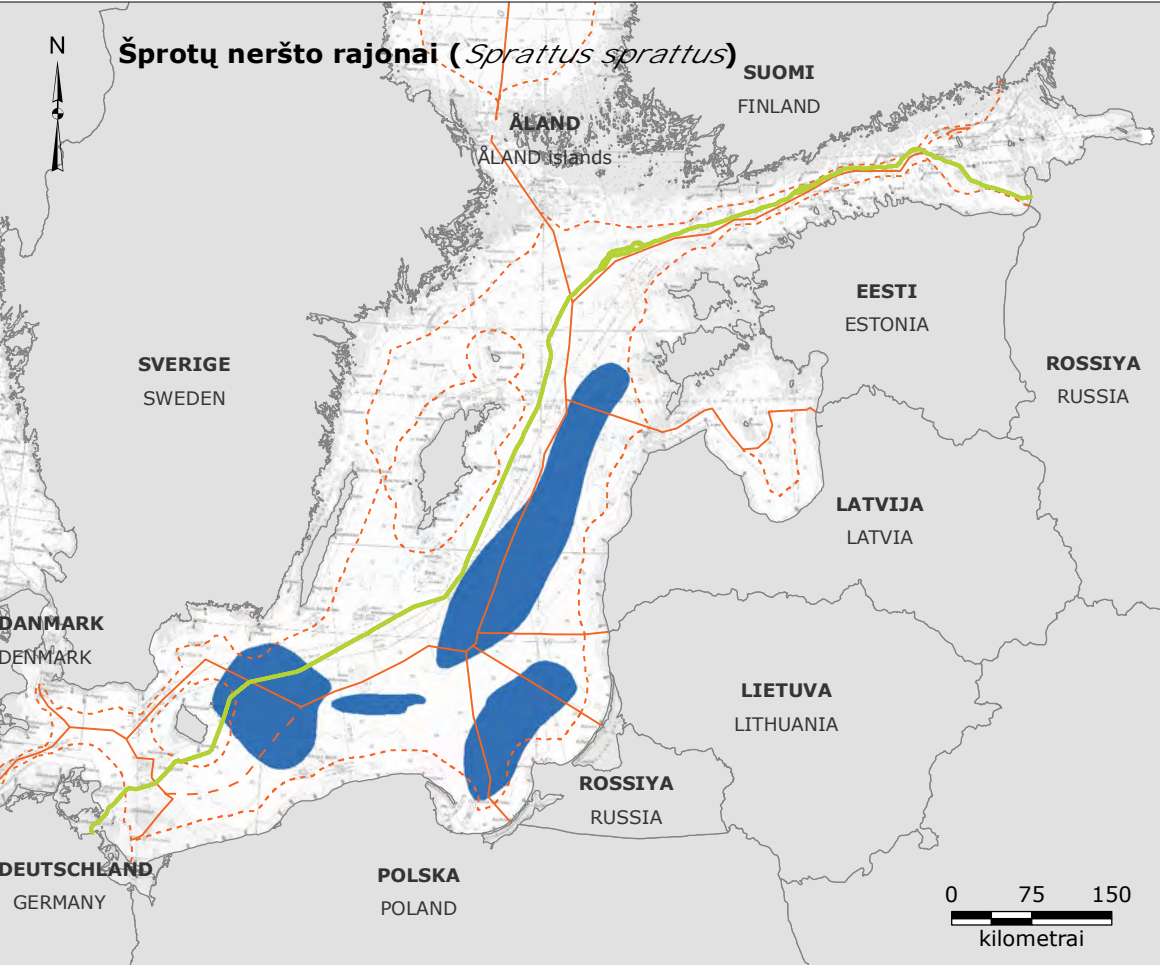 N
Šprotų neršto rajonai (Sprattus sprattus)
SUOMI
FINLAND
ÅLAND
ÅLAND islands
EESTI
ESTONIA
SVERIGE
SWEDEN
ROSSIYA
RUSSIA
LATVIJA
LATVIA
DANMARK
DENMARK
LIETUVA
LITHUANIA
ROSSIYA
RUSSIA
DEUTSCHLAND
GERMANY
POLSKA
POLAND
0 75 150
kilometrai